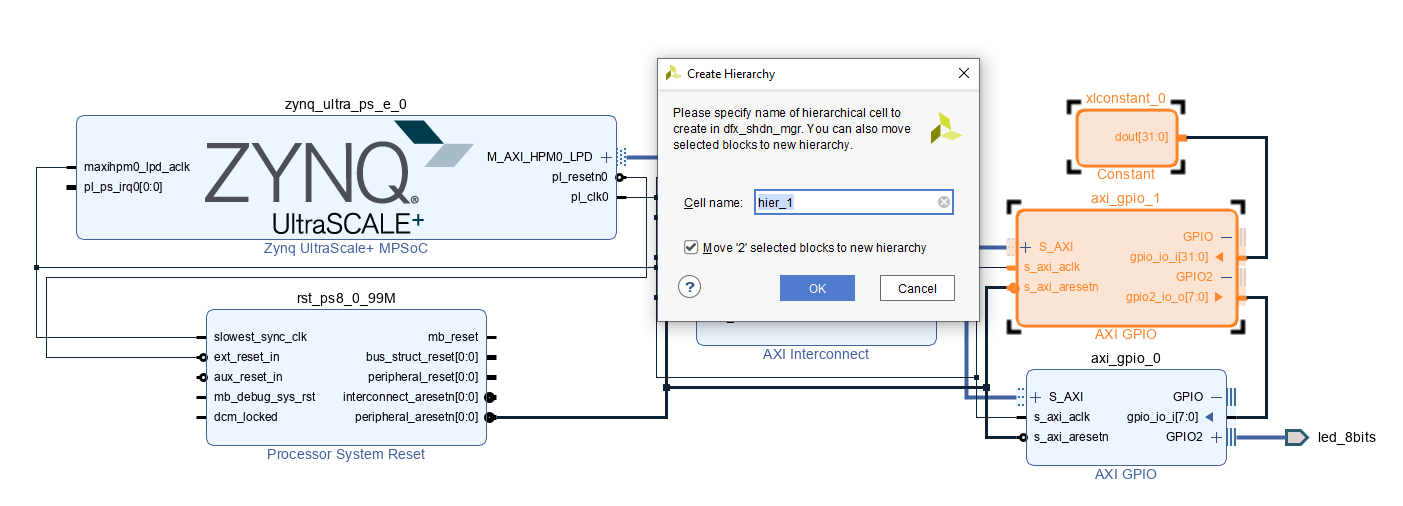 zynq_ultra_ps_e_0
maxihpm0_lpd_aclk
pl_ps_irq0[0:0]
ZYNQ®
UltraSCALE+
M_AXI_HPM0_LPD
pl_resetn0
pl_clk0
Zynq UltraScale+ MPSoC
rst_ps8_0_99M
slowest_sync_clk
ext_reset_in
aux_reset_in
mb_debug_sys_rst
dcm_locked
mb_reset
bus_struct_reset[0:0]
peripheral_reset[0:0]
interconnect_aresetn[0:0]
peripheral_aresetn[0:0]
Processor System Reset
Create Hierarchy
Please specify name of hierarchical cell to
create in dfx_shdn_mgr. You can also move
selected blocks to new hierarchy.
Cell name:
hier_1
Move '2' selected blocks to new hierarchy
?
OK
Cancel
AXI Interconnect
xlconstant_0
dout[31:0]
Constant
axi_gpio_1
S_AXI
s_axi_aclk
s_axi_aresetn
GPIO
gpio_io_i[31:0]
GPIO2
gpio2_io_o[7:0]
AXI GPIO
axi_gpio_0
S_AXI
s_axi_aclk
s_axi_aresetn
GPIO
gpio_io_i[7:0]
GPIO2
AXI GPIO
led_8bits